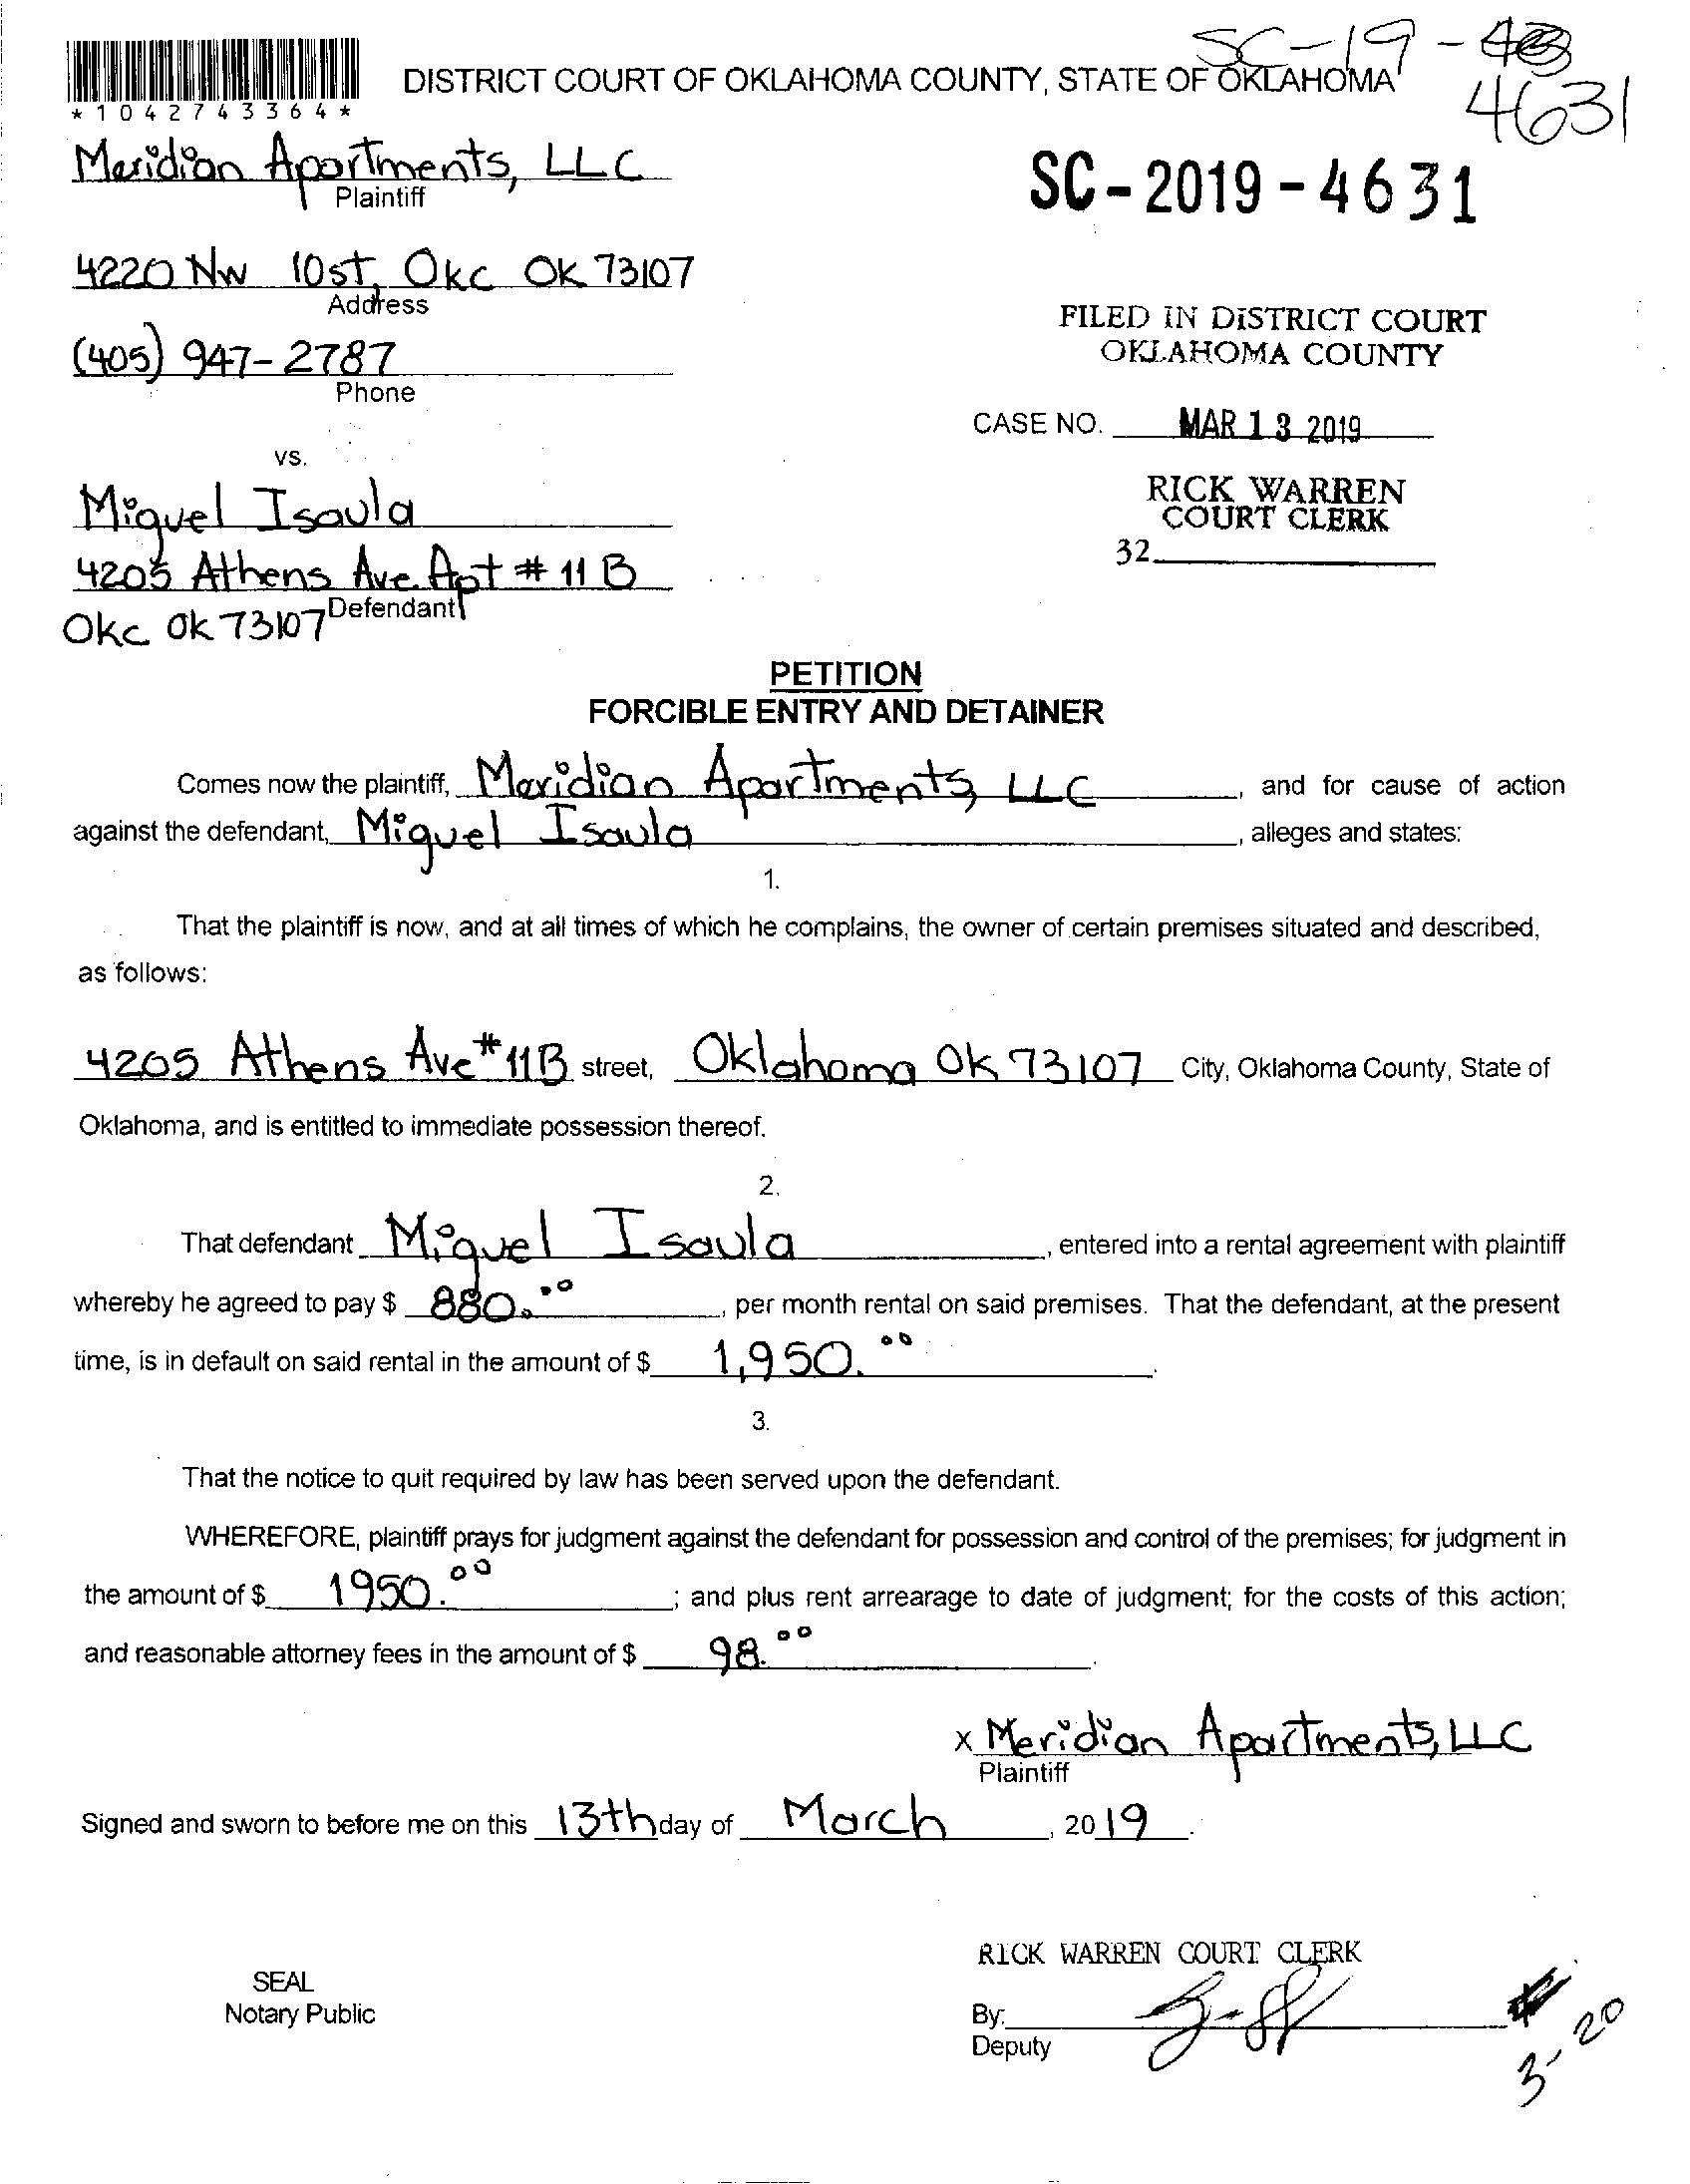 SC-19-
4631
DISTRICT COURT OF OKLAHOMA COUNTY, STATE OF OKLAHOMA
*1042743364*
Meridian Apartments, LLC
Plaintiff
SC-2019-4631
4220 NW 10st, Okc OK 73107
Address
FILED IN DISTRICT COURT
OKLAHOMA COUNTY
(405) 947-2787
Phone
CASE NO. MAR 13 2019
vs.
RICK WARREN
COURT CLERK
Miguel Isaula
32
4205 Athens Ave. Apt # 11 B
Defendant
Okc Ok 73107
PETITION
FORCIBLE ENTRY AND DETAINER
Comes now the plaintiff, Meridian Apartments, LLC, and for cause of action
against the defendant, Miguel Isaula, alleges and states:
1.
That the plaintiff is now, and at all times of which he complains, the owner of certain premises situated and described,
as follows:
4205 Athens Ave #11B street, Oklahoma OK 73107 City, Oklahoma County, State of
Oklahoma, and is entitled to immediate possession thereof.
2.
That defendant Miguel Isaula, entered into a rental agreement with plaintiff
whereby he agreed to pay $ 880.00, per month rental on said premises. That the defendant, at the present
time, is in default on said rental in the amount of $ 1,950.00.
3.
That the notice to quit required by law has been served upon the defendant.
WHEREFORE, plaintiff prays for judgment against the defendant for possession and control of the premises; for judgment in
the amount of $ 1950.00; and plus rent arrearage to date of judgment; for the costs of this action;
and reasonable attorney fees in the amount of $ 98.00.
x Meridian Apartments, LLC
Plaintiff
Signed and sworn to before me on this 13th day of March, 2019.
RICK WARREN COURT CLERK
SEAL
Notary Public
By:
Deputy
3-20